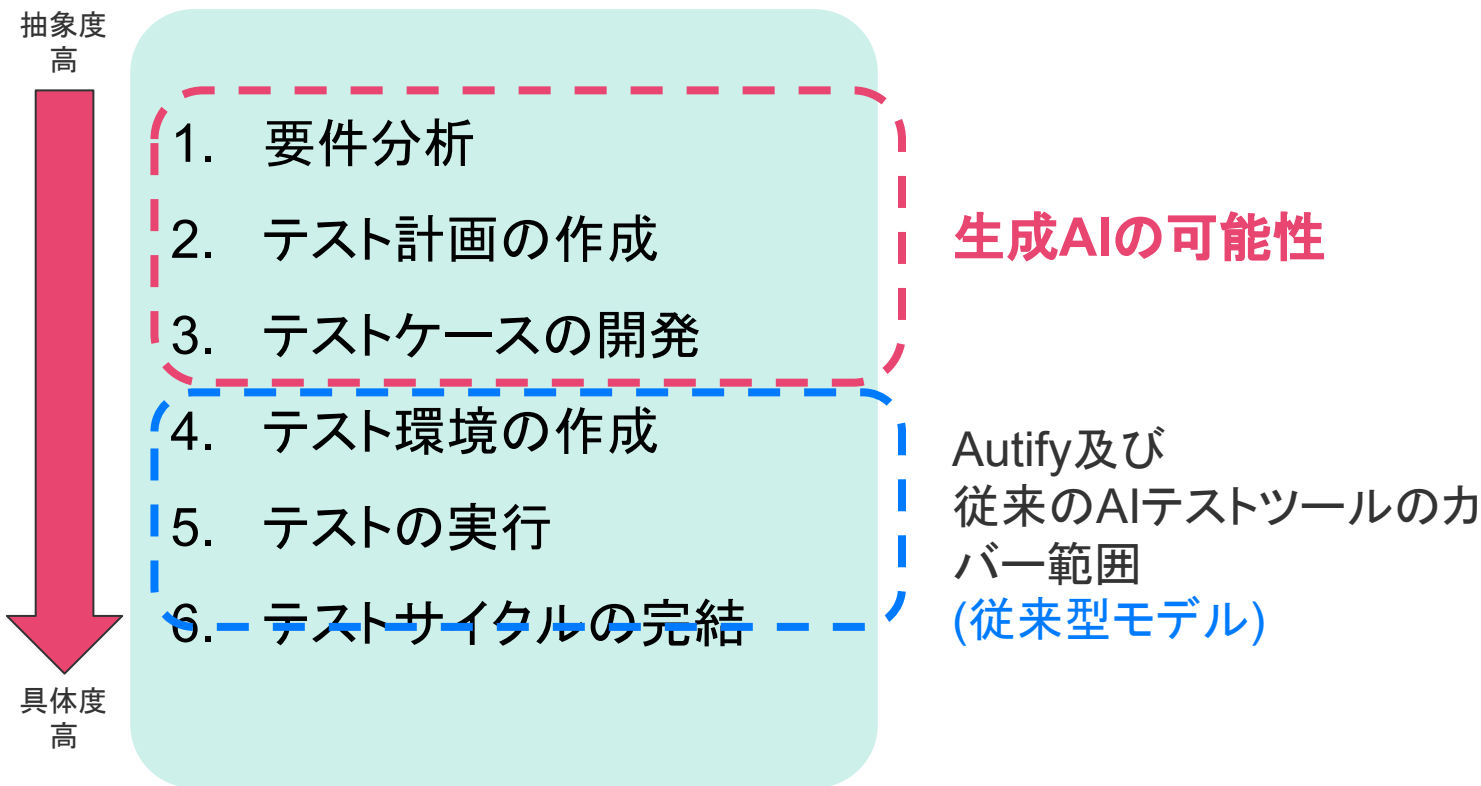 抽象度
高
1. 要件分析
2. テスト計画の作成
3. テストケースの開発
生成AIの可能性
4. テスト環境の作成
5. テストの実行
6. テストサイクルの完結
Autify及び
従来のAIテストツールのカ
バー範囲
(従来型モデル)
具体度
高